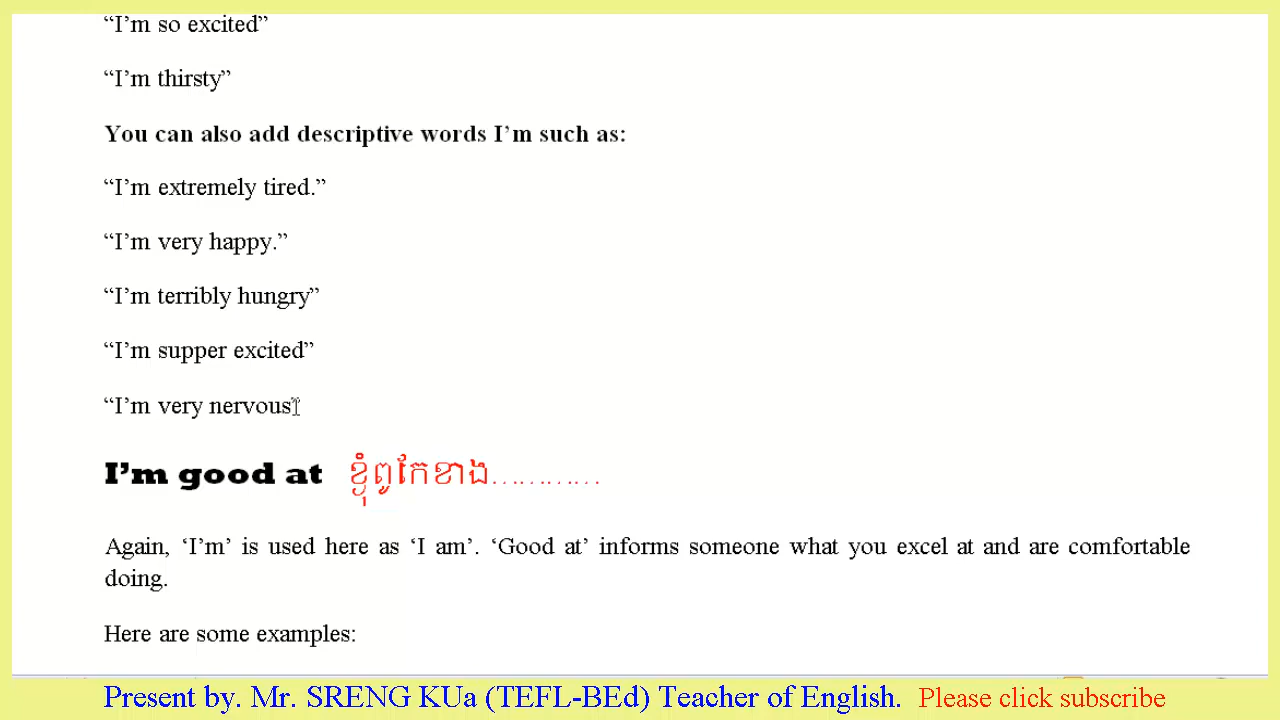 “I’m so excited”
“I’m thirsty”
You can also add descriptive words I’m such as:
“I’m extremely tired.”
“I’m very happy.”
“I’m terribly hungry”
“I’m supper excited”
“I’m very nervous”
I’m good at ខ្ញុំពូកែខាង…………
Again, ‘I’m’ is used here as ‘I am’. ‘Good at’ informs someone what you excel at and are comfortable
doing.
Here are some examples:
Present by. Mr. SRENG KUa (TEFL-BEd) Teacher of English. Please click subscribe